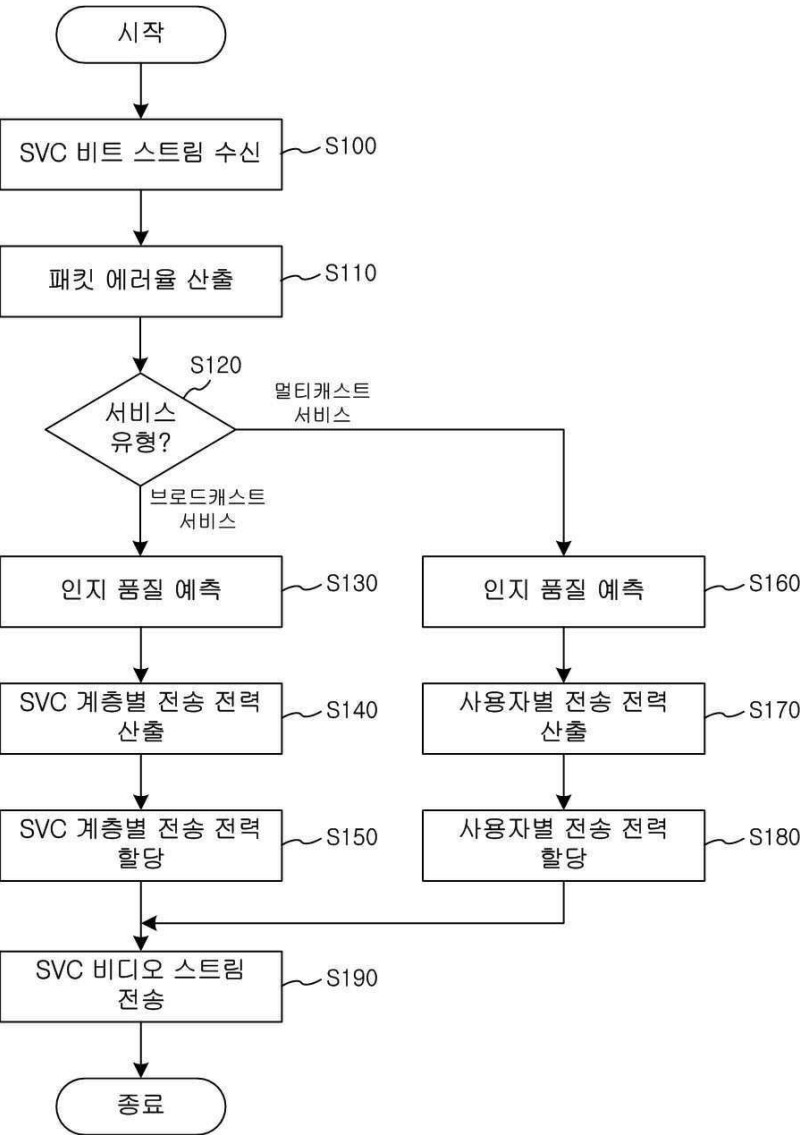 시작
SVC 비트 스트림 수신
S100
패킷 에러율 산출
S110
S120
서비스
유형?
멀티캐스트
서비스
브로드캐스트
서비스
인지 품질 예측
S130
인지 품질 예측
S160
SVC 계층별 전송 전력
산출
S140
사용자별 전송 전력
산출
S170
SVC 계층별 전송 전력
할당
S150
사용자별 전송 전력
할당
S180
SVC 비디오 스트림
전송
S190
종료